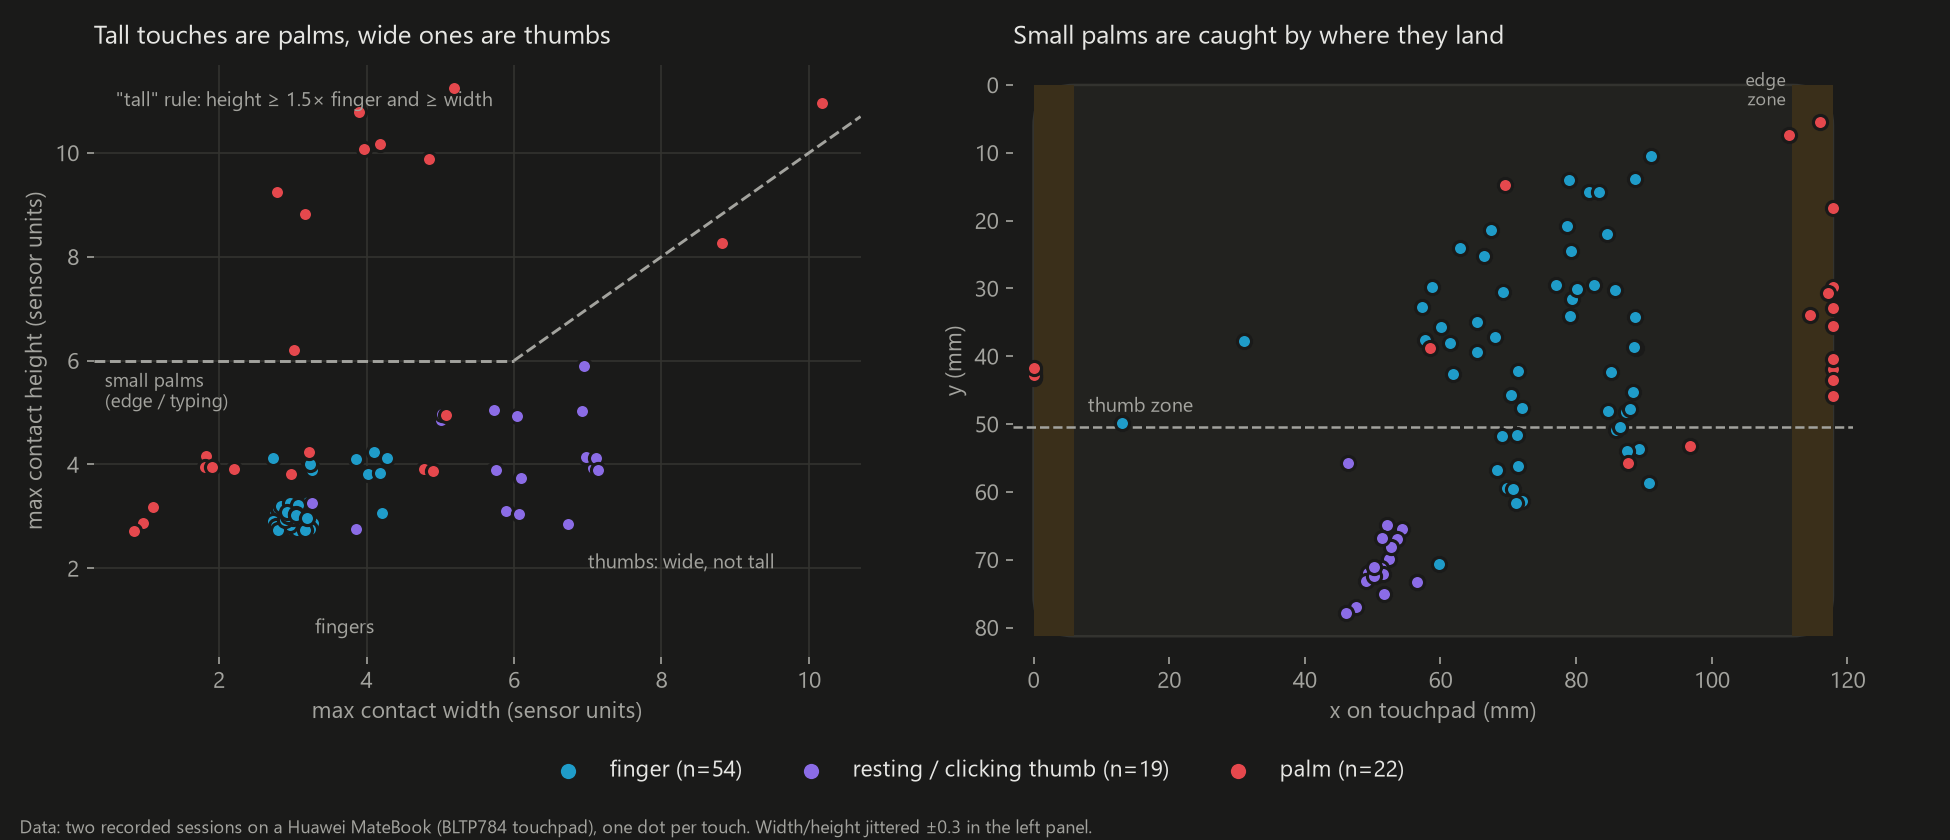 Tall touches are palms, wide ones are thumbs
"tall" rule: height ≥ 1.5× finger and ≥ width
10
8
6
4
2
max contact height (sensor units)
small palms
(edge / typing)
thumbs: wide, not tall
fingers
2 4 6 8 10
max contact width (sensor units)
Small palms are caught by where they land
edge
zone
0
10
20
30
40
50
60
70
80
y (mm)
thumb zone
0 20 40 60 80 100 120
x on touchpad (mm)
finger (n=54) resting / clicking thumb (n=19) palm (n=22)
Data: two recorded sessions on a Huawei MateBook (BLTP784 touchpad), one dot per touch. Width/height jittered ±0.3 in the left panel.